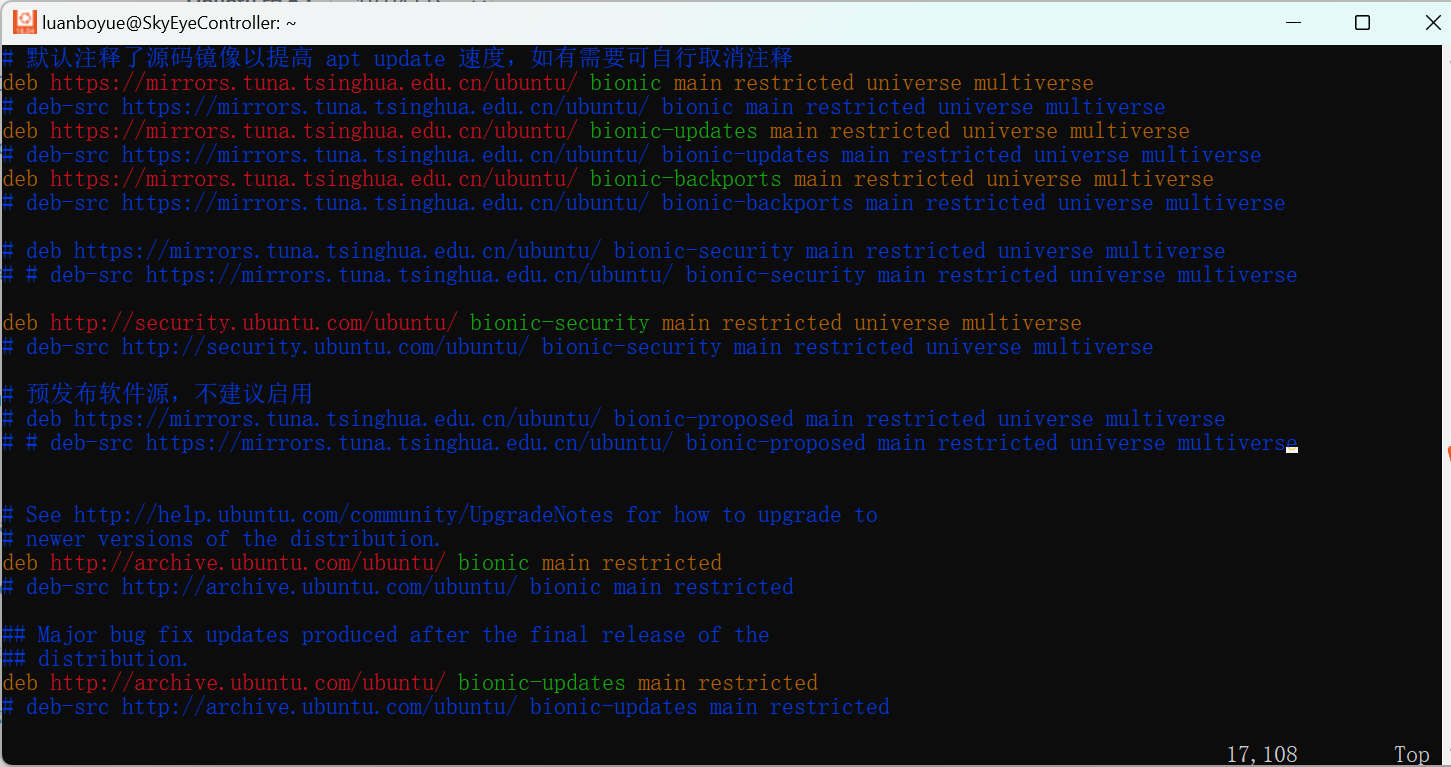 luanboyue@SkyEyeController: ~
# 默认注释了源码镜像以提高 apt update 速度，如有需要可自行取消注释
deb https://mirrors.tuna.tsinghua.edu.cn/ubuntu/ bionic main restricted universe multiverse
# deb-src https://mirrors.tuna.tsinghua.edu.cn/ubuntu/ bionic main restricted universe multiverse
deb https://mirrors.tuna.tsinghua.edu.cn/ubuntu/ bionic-updates main restricted universe multiverse
# deb-src https://mirrors.tuna.tsinghua.edu.cn/ubuntu/ bionic-updates main restricted universe multiverse
deb https://mirrors.tuna.tsinghua.edu.cn/ubuntu/ bionic-backports main restricted universe multiverse
# deb-src https://mirrors.tuna.tsinghua.edu.cn/ubuntu/ bionic-backports main restricted universe multiverse
# deb https://mirrors.tuna.tsinghua.edu.cn/ubuntu/ bionic-security main restricted universe multiverse
# # deb-src https://mirrors.tuna.tsinghua.edu.cn/ubuntu/ bionic-security main restricted universe multiverse
deb http://security.ubuntu.com/ubuntu/ bionic-security main restricted universe multiverse
# deb-src http://security.ubuntu.com/ubuntu/ bionic-security main restricted universe multiverse
# 预发布软件源，不建议启用
# deb https://mirrors.tuna.tsinghua.edu.cn/ubuntu/ bionic-proposed main restricted universe multiverse
# # deb-src https://mirrors.tuna.tsinghua.edu.cn/ubuntu/ bionic-proposed main restricted universe multiverse
# See http://help.ubuntu.com/community/UpgradeNotes for how to upgrade to
# newer versions of the distribution.
deb http://archive.ubuntu.com/ubuntu/ bionic main restricted
# deb-src http://archive.ubuntu.com/ubuntu/ bionic main restricted
## Major bug fix updates produced after the final release of the
## distribution.
deb http://archive.ubuntu.com/ubuntu/ bionic-updates main restricted
# deb-src http://archive.ubuntu.com/ubuntu/ bionic-updates main restricted
17,108 Top